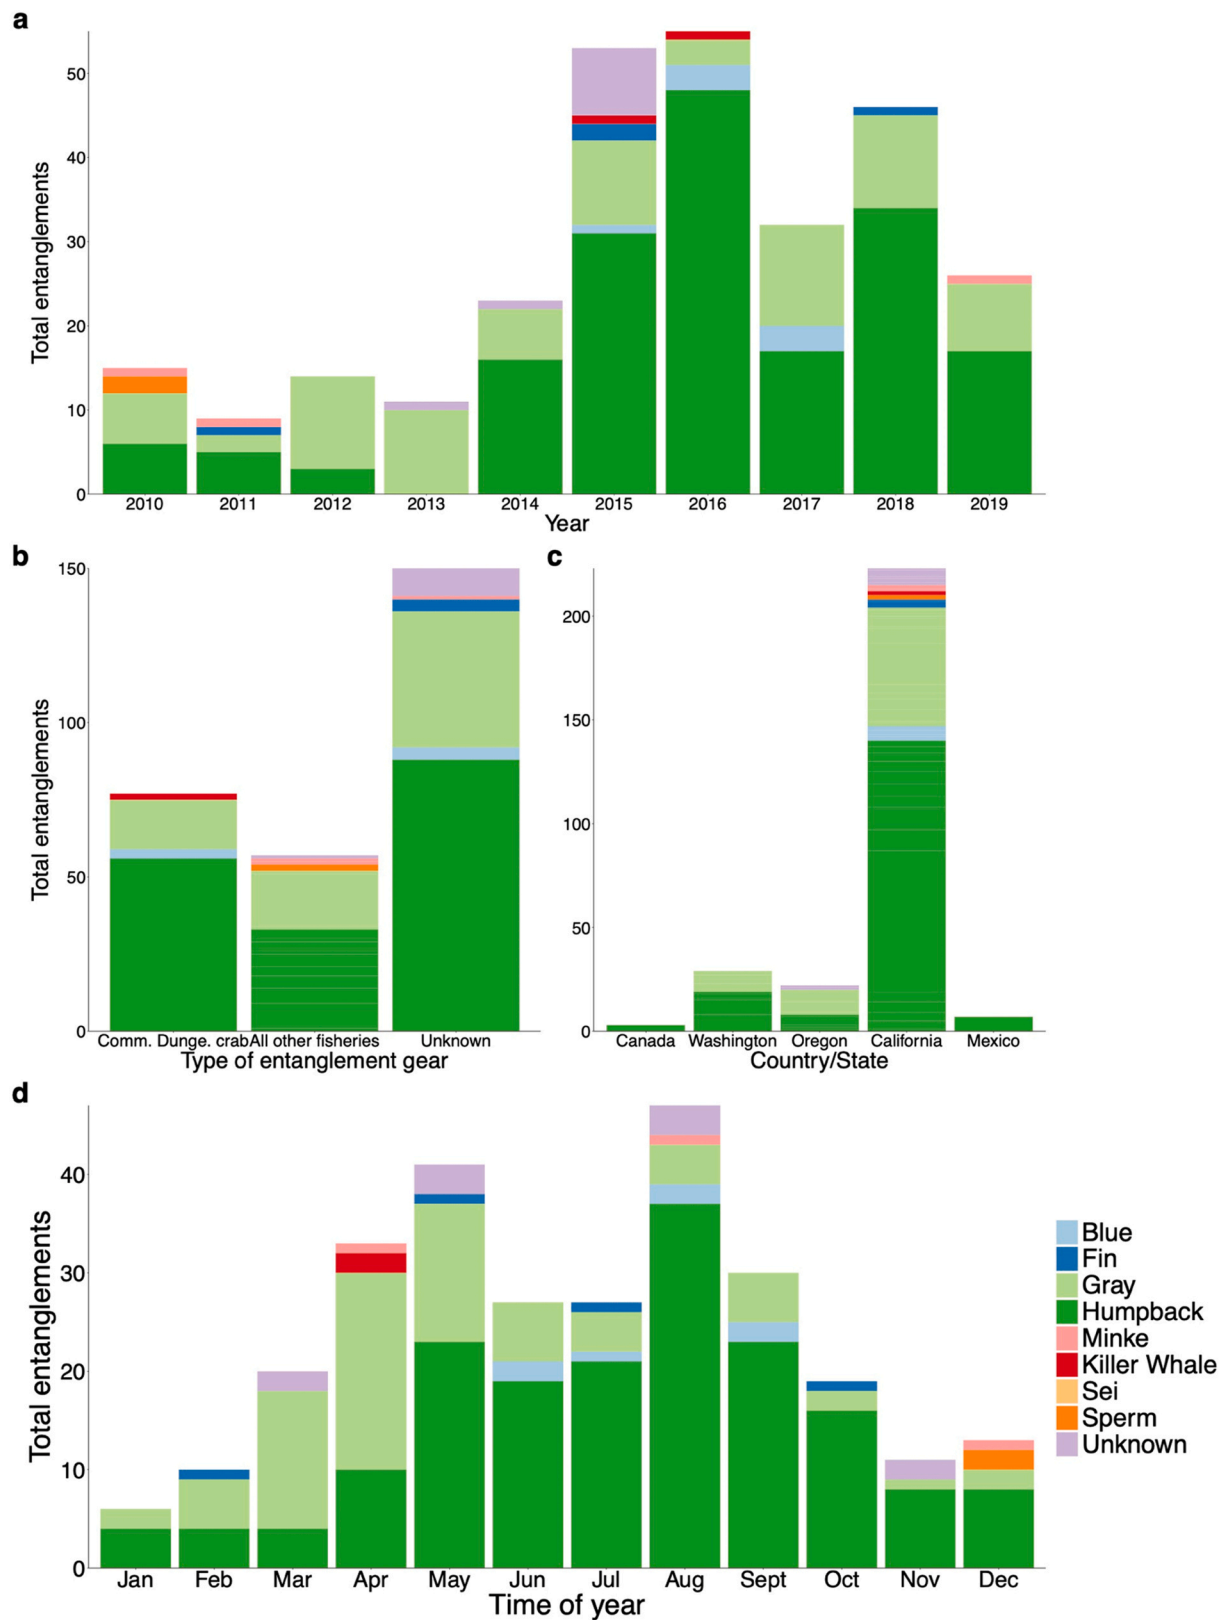 a
Total entanglements
50
40
30
20
10
0
2010 2011 2012 2013 2014 2015 2016 2017 2018 2019
Year
b
Total entanglements
150
100
50
0
Comm. Dunge. crab All other fisheries Unknown
Type of entanglement gear
c
200
150
100
50
0
Canada Washington Oregon California Mexico
Country/State
d
Total entanglements
40
30
20
10
0
Jan Feb Mar Apr May Jun Jul Aug Sept Oct Nov Dec
Time of year
Blue
Fin
Gray
Humpback
Minke
Killer Whale
Sei
Sperm
Unknown